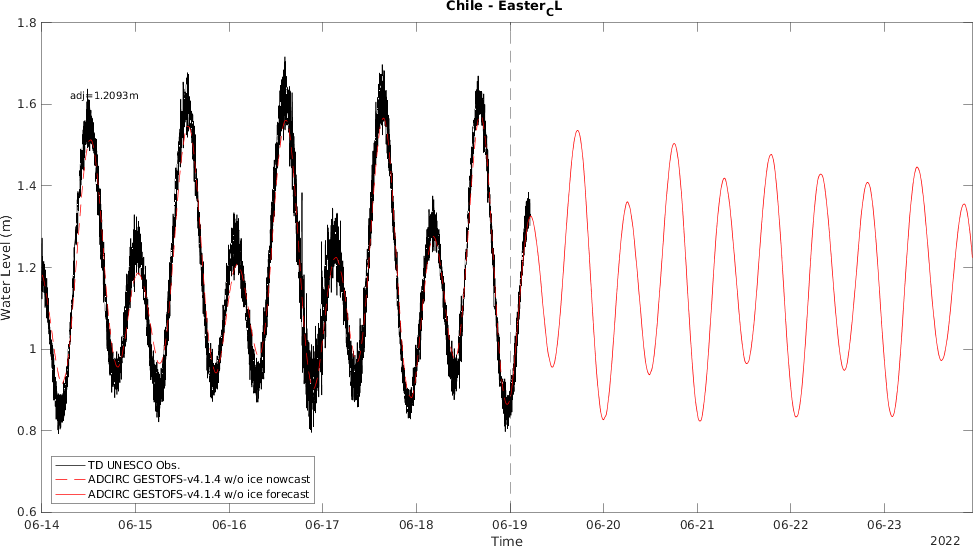 Chile - Easter_CL
1.8
adj=1.2093m
1.6
1.4
1.2
1
0.8
0.6
Water Level (m)
TD UNESCO Obs.
ADCIRC GESTOFS-v4.1.4 w/o ice nowcast
ADCIRC GESTOFS-v4.1.4 w/o ice forecast
06-14 06-15 06-16 06-17 06-18 06-19 06-20 06-21 06-22 06-23
Time
2022